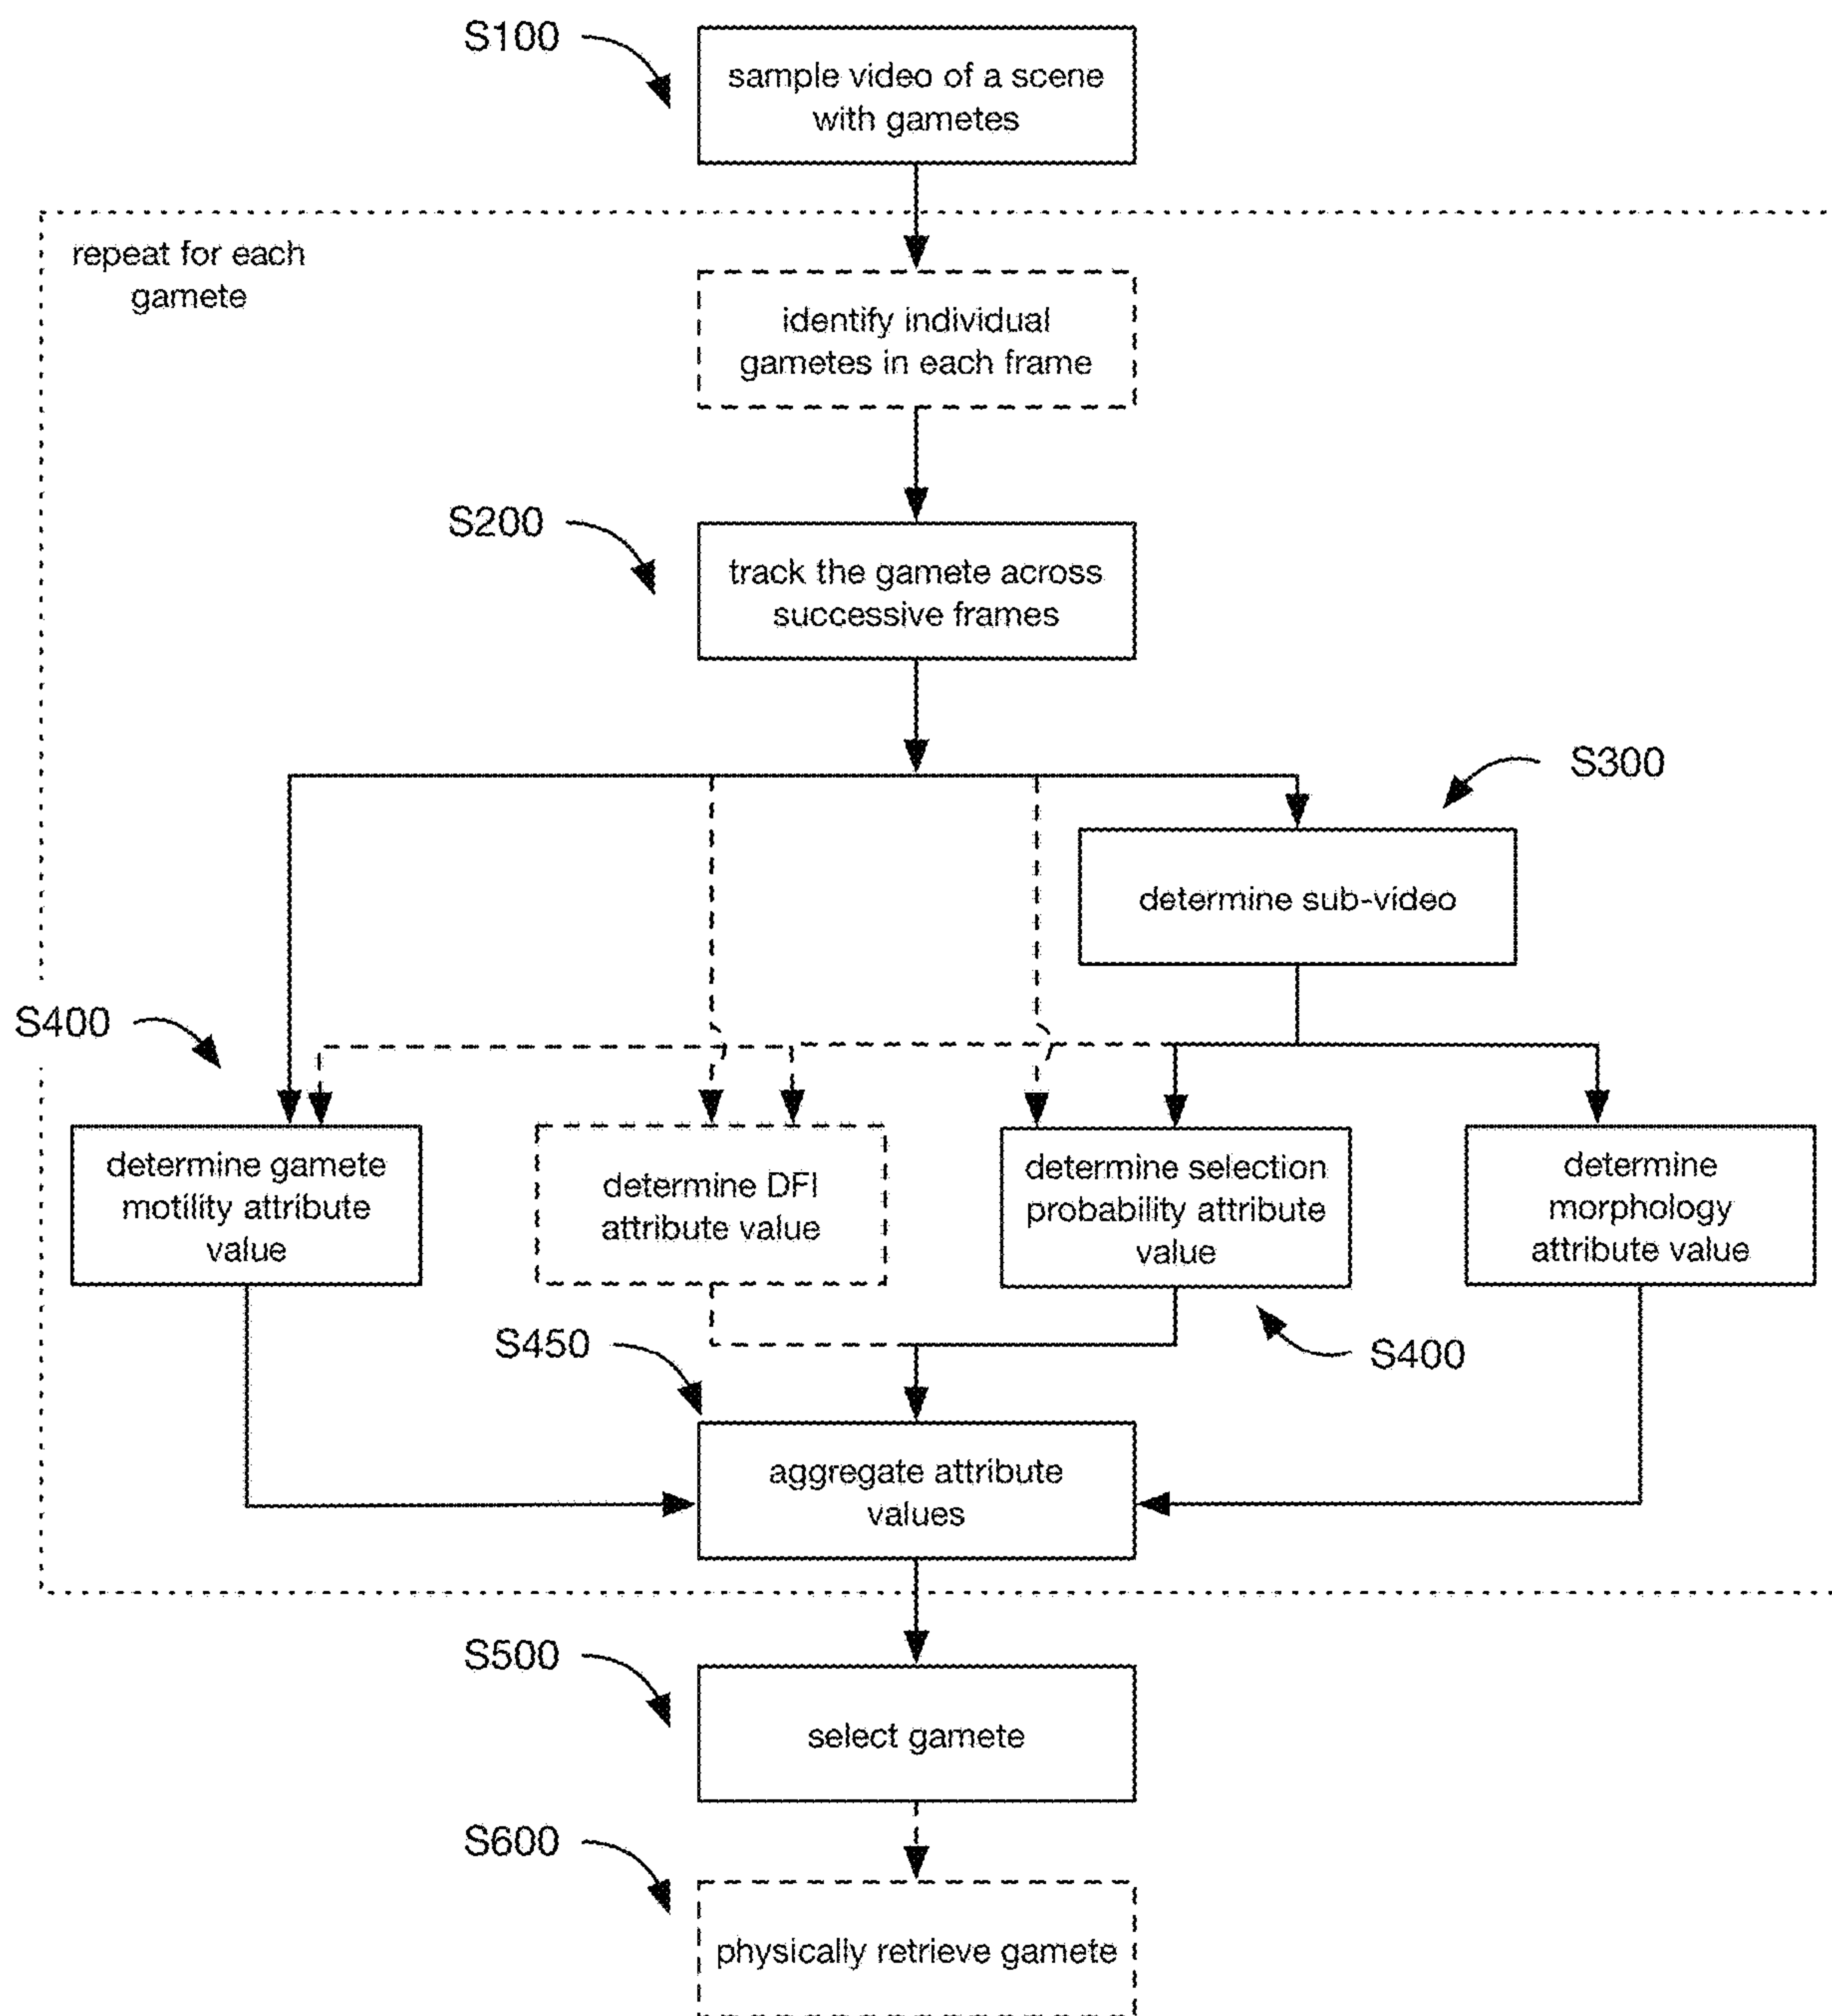 S100
sample video of a scene
with gametes
repeat for each
gamete
identify individual
gametes in each frame
S200
track the gamete across
successive frames
S300
determine sub-video
S400
determine gamete
motility attribute
value
determine DFI
attribute value
determine selection
probability attribute
value
determine
morphology
attribute value
S450
S400
aggregate attribute
values
S500
select gamete
S600
physically retrieve gamete